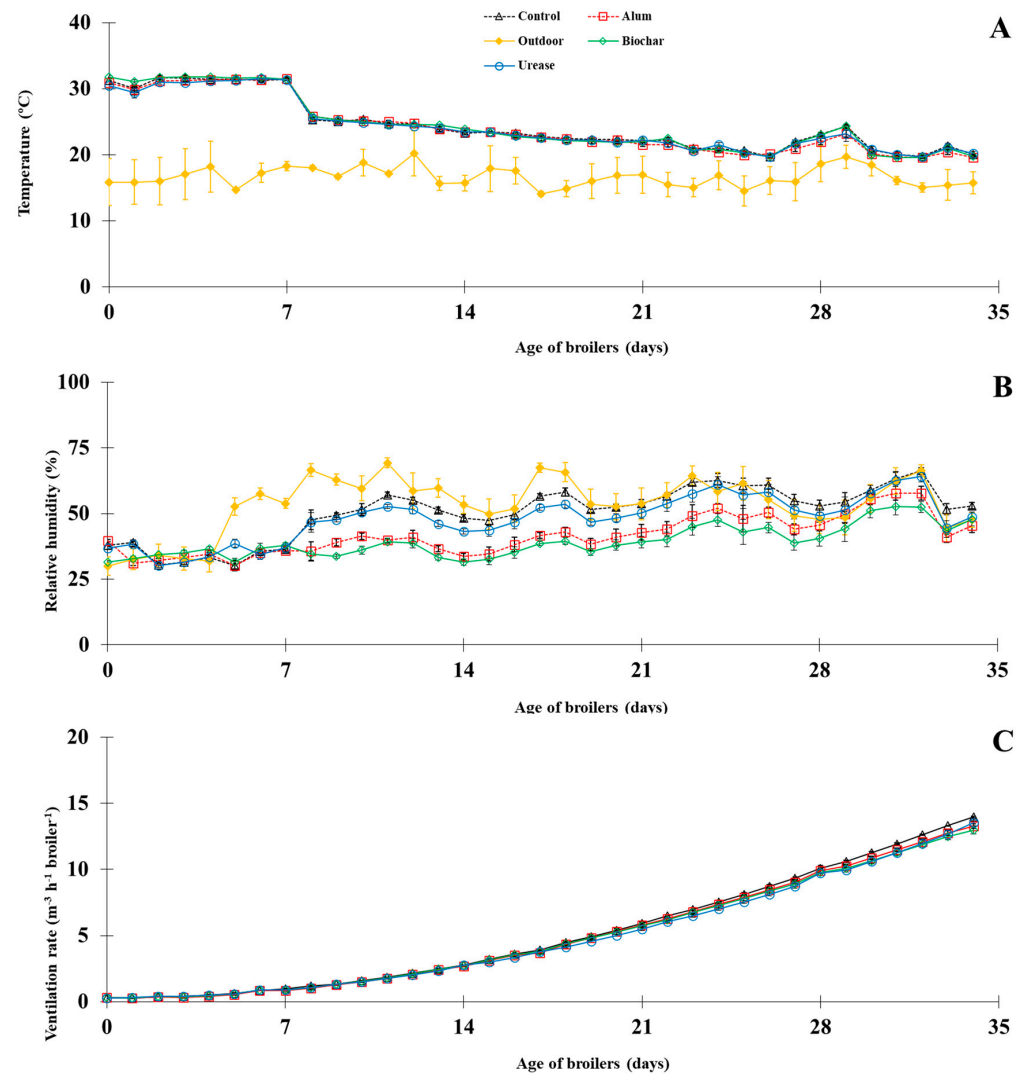 Control Alum
Outdoor Biochar
Urease
A
Temperature (°C)
40
30
20
10
0
0 7 14 21 28 35
Age of broilers (days)
B
Relative humidity (%)
100
75
50
25
0
0 7 14 21 28 35
Age of broilers (days)
C
Ventilation rate (m⁻³ h⁻¹ broiler⁻¹)
20
15
10
5
0
0 7 14 21 28 35
Age of broilers (days)